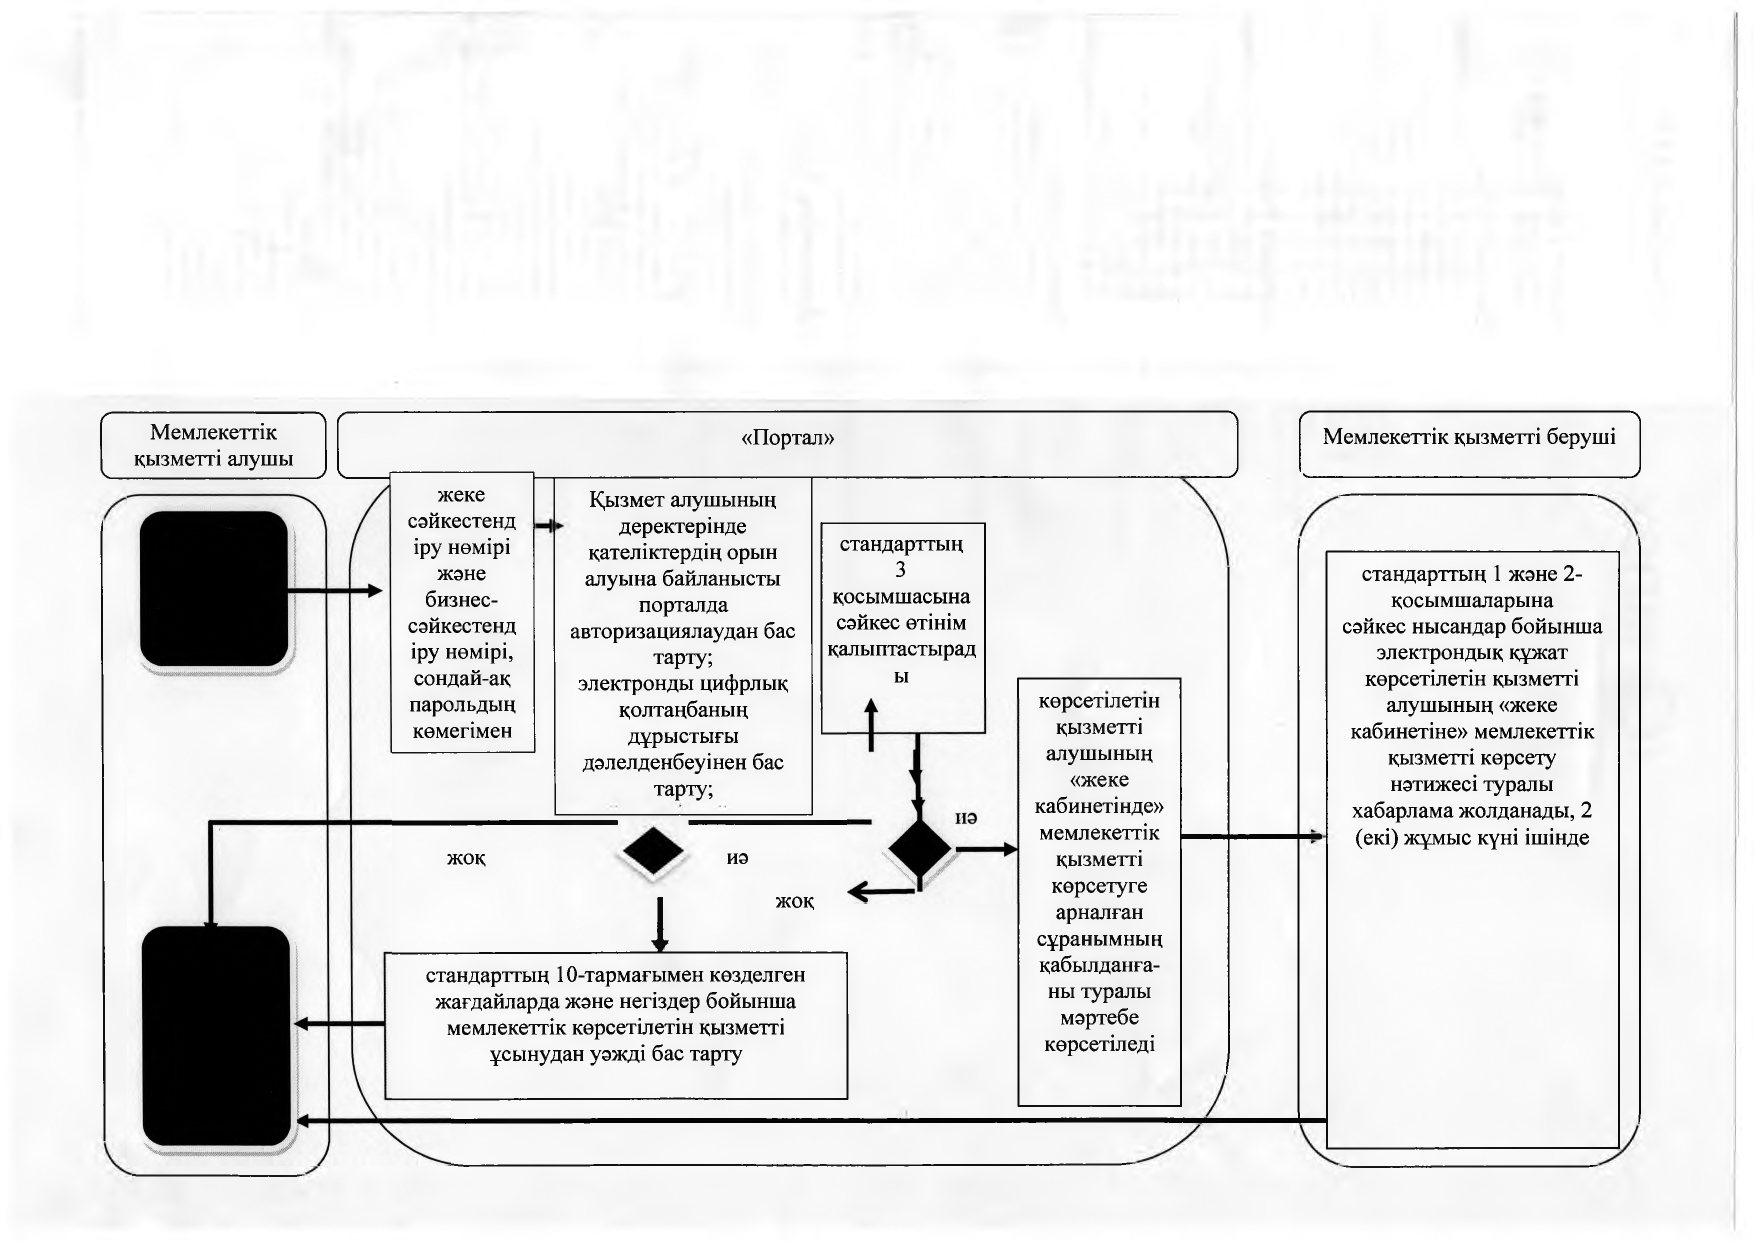 Мемлекеттік
қызметті алушы
«Портал»
Мемлекеттік қызметті беруші
жеке
сәйкестенд
іру нөмірі
және
бизнес-
сәйкестенд
іру нөмірі,
сондай-ақ
парольдың
көмегімен
Қызмет алушының
деректерінде
қателіктердің орын
алуына байланысты
порталда
авторизациялаудан бас
тарту;
электронды цифрлық
қолтаңбаның
дұрыстығы
дәлелденбеуінен бас
тарту;
стандарттың
3
қосымшасына
сәйкес өтінім
қалыптастырад
ы
көрсетілетін
қызметті
алушының
«жеке
кабинетінде»
мемлекеттік
қызметті
көрсетуге
арналған
сұранымның
қабылданға-
ны туралы
мәртебе
көрсетіледі
стандарттың 1 және 2-
қосымшаларына
сәйкес нысандар бойынша
электрондық құжат
көрсетілетін қызметті
алушының «жеке
кабинетіне» мемлекеттік
қызметті көрсету
нәтижесі туралы
хабарлама жолданады, 2
(екі) жұмыс күні ішінде
иә
жоқ
иә
жоқ
стандарттың 10-тармағымен көзделген
жағдайларда және негіздер бойынша
мемлекеттік көрсетілетін қызметті
ұсынудан уәжді бас тарту